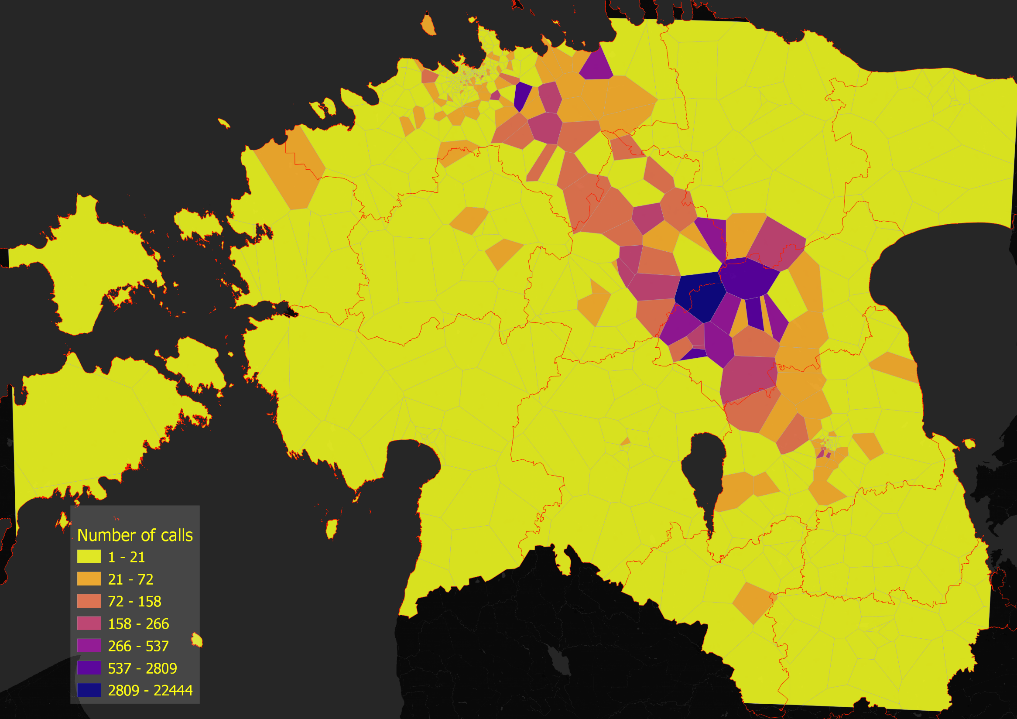 Number of calls
1 - 21
21 - 72
72 - 158
158 - 266
266 - 537
537 - 2809
2809 - 22444